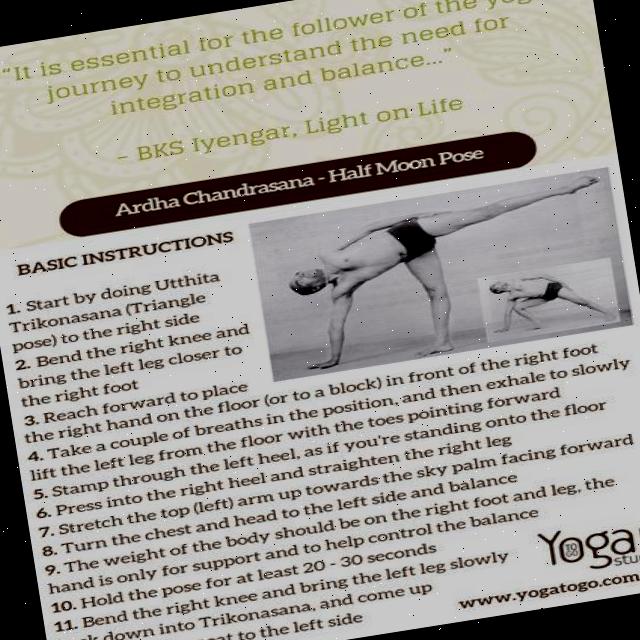 "It is essential for the follower of the
journey to understand the need for
integration and balance..."
- BKS Iyengar, Light on Life
Ardha Chandrasana - Half Moon Pose
BASIC INSTRUCTIONS
1. Start by doing Utthita
Trikonasana (Triangle
pose) to the right side
2. Bend the right knee and
bring the left leg closer to
the right foot
3. Reach forward to place
the right hand on the floor (or to a block) in front of the right foot
4. Take a couple of breaths in the position, and then exhale to slowly
lift the left leg from the floor with the toes pointing forward
5. Stamp through the left heel, as if you're standing onto the floor
6. Press into the right heel and straighten the right leg
7. Stretch the top (left) arm up towards the sky palm facing forward
8. Turn the chest and head to the left side and balance
9. The weight of the body should be on the right foot and leg, the
hand is only for support and to help control the balance
10. Hold the pose for at least 20 - 30 seconds
11. Bend the right knee and bring the left leg slowly
down into Trikonasana, and come up
to the left side
Yoga
TO GO
www.yogatogo.com